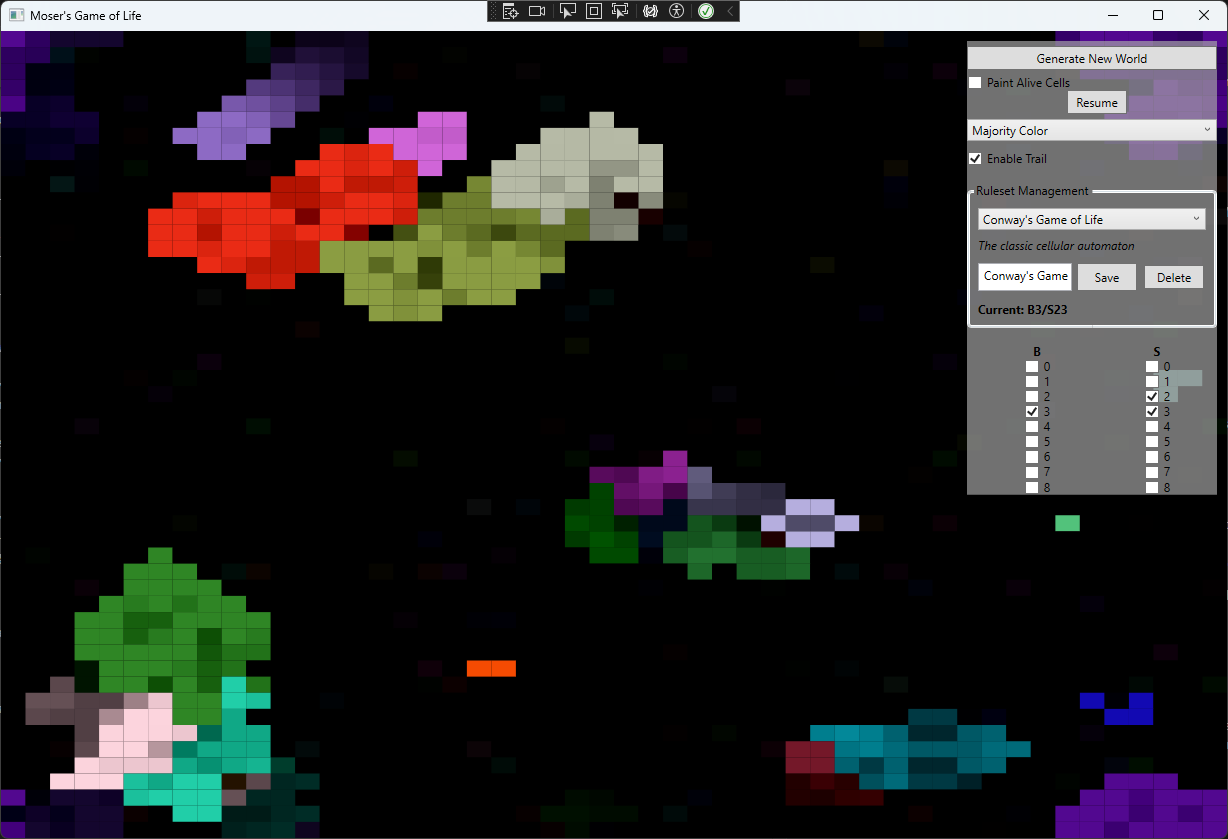 Moser's Game of Life
Generate New World
Paint Alive Cells
Resume
Majority Color
Enable Trail
Ruleset Management
Conway's Game of Life
The classic cellular automaton
Conway's Game Save Delete
Current: B3/S23
B S
0 0
1 1
2 2
3 3
4 4
5 5
6 6
7 7
8 8